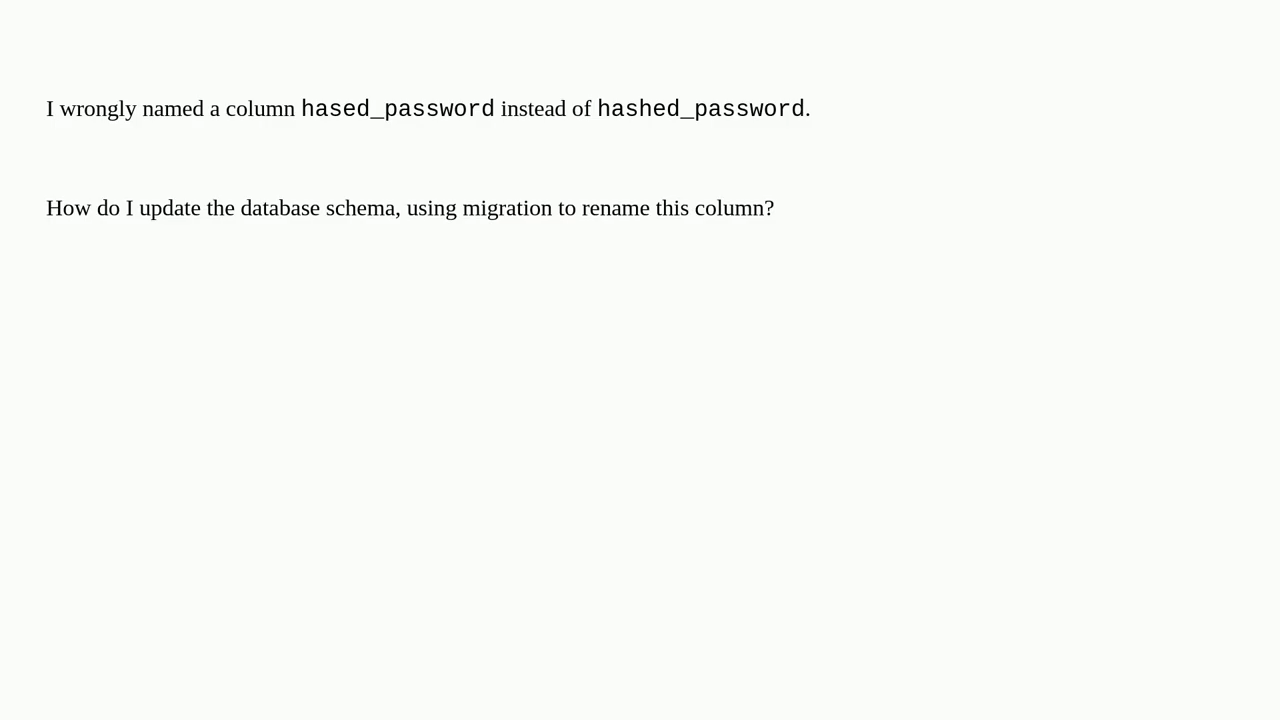 I wrongly named a column hased_password instead of hashed_password.
How do I update the database schema, using migration to rename this column?